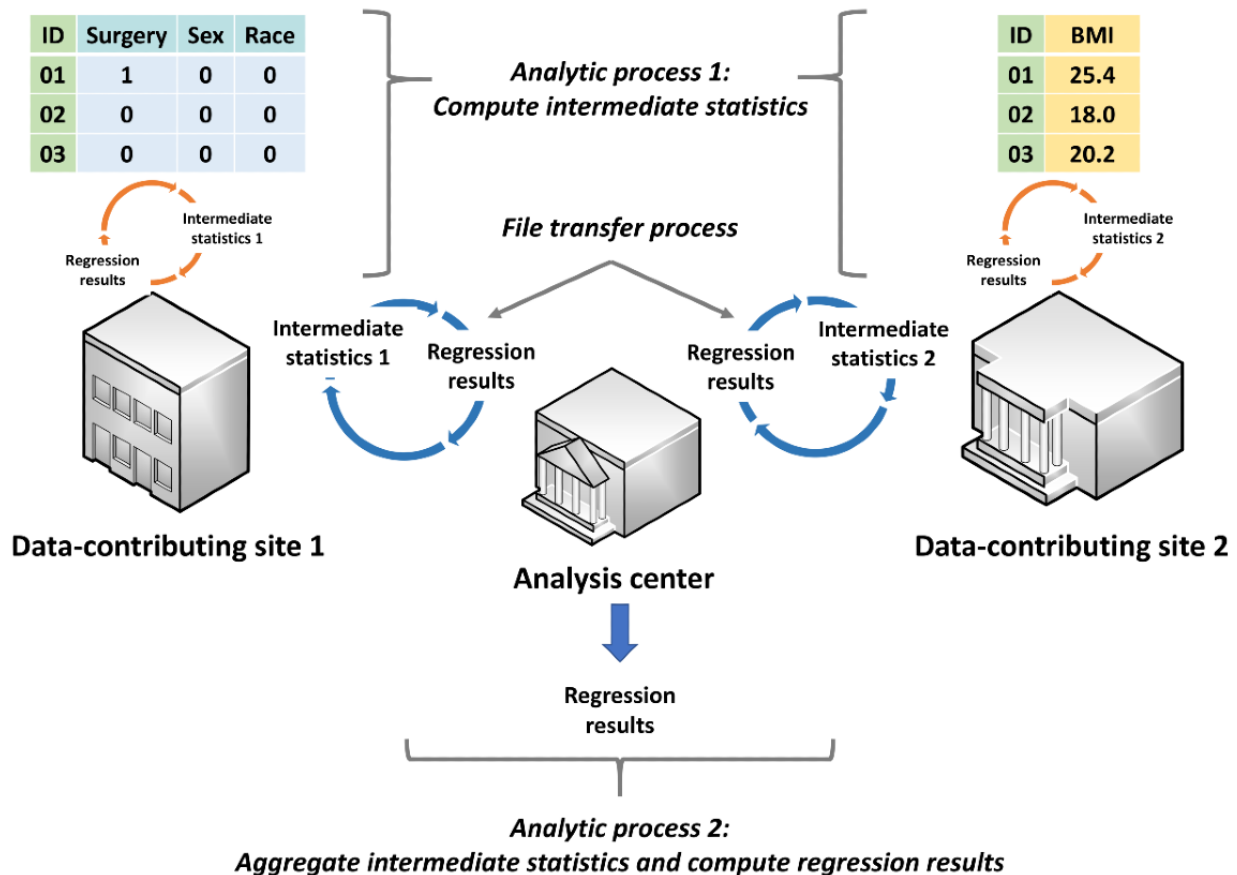 ID Surgery Sex Race
01 1 0 0
02 0 0 0
03 0 0 0
Analytic process 1:
Compute intermediate statistics
ID BMI
01 25.4
02 18.0
03 20.2
Intermediate
statistics 1
Regression
results
File transfer process
Intermediate
statistics 2
Regression
results
Intermediate
statistics 1
Regression
results
Regression
results
Intermediate
statistics 2
Data-contributing site 1
Analysis center
Data-contributing site 2
Regression
results
Analytic process 2:
Aggregate intermediate statistics and compute regression results